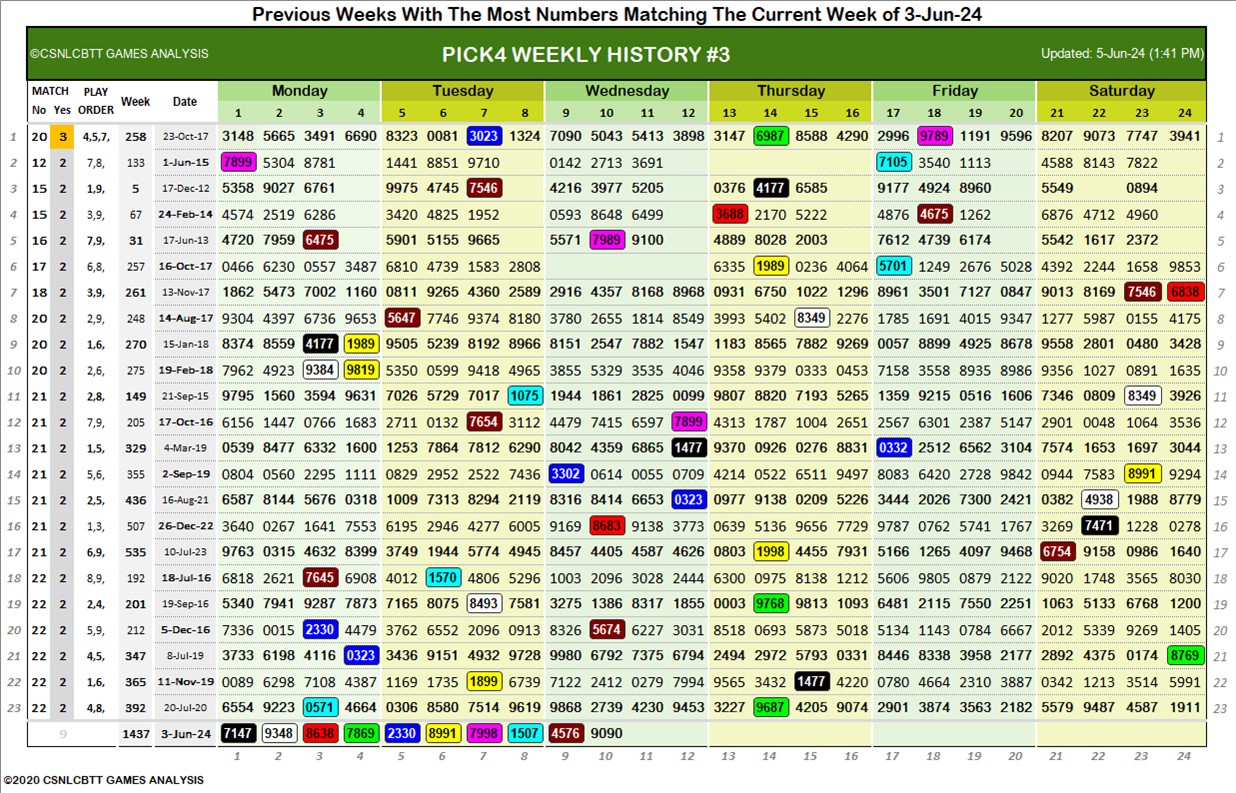 Previous Weeks With The Most Numbers Matching The Current Week of 3-Jun-24
©CSNLCBTT GAMES ANALYSIS PICK4 WEEKLY HISTORY #3 Updated: 5-Jun-24 (1:41 PM)
MATCH PLAY Week Date Monday Tuesday Wednesday Thursday Friday Saturday
No Yes ORDER 1 2 3 4 5 6 7 8 9 10 11 12 13 14 15 16 17 18 19 20 21 22 23 24
1 20 3 4,5,7, 258 23-Oct-17 3148 5665 3491 6690 8323 0081 3023 1324 7090 5043 5413 3898 3147 6987 8588 4290 2996 9789 1191 9596 8207 9073 7747 3941 1
2 12 2 7,8, 133 1-Jun-15 7899 5304 8781 1441 8851 9710 0142 2713 3691 7105 3540 1113 4588 8143 7822 2
3 15 2 1,9, 5 17-Dec-12 5358 9027 6761 9975 4745 7546 4216 3977 5205 0376 4177 6585 9177 4924 8960 5549 0894 3
4 15 2 3,9, 67 24-Feb-14 4574 2519 6286 3420 4825 1952 0593 8648 6499 3688 2170 5222 4876 4675 1262 6876 4712 4960 4
5 16 2 7,9, 31 17-Jun-13 4720 7959 6475 5901 5155 9665 5571 7989 9100 4889 8028 2003 7612 4739 6174 5542 1617 2372 5
6 17 2 6,8, 257 16-Oct-17 0466 6230 0557 3487 6810 4739 1583 2808 6335 1989 0236 4064 5701 1249 2676 5028 4392 2244 1658 9853 6
7 18 2 3,9, 261 13-Nov-17 1862 5473 7002 1160 0811 9265 4360 2589 2916 4357 8168 8968 0931 6750 1022 1296 8961 3501 7127 0847 9013 8169 7546 6838 7
8 20 2 2,9, 248 14-Aug-17 9304 4397 6736 9653 5647 7746 9374 8180 3780 2655 1814 8549 3993 5402 8349 2276 1785 1691 4015 9347 1277 5987 0155 4175 8
9 20 2 1,6, 270 15-Jan-18 8374 8559 4177 1989 9505 5239 8192 8966 8151 2547 7882 1547 1183 8565 7882 9269 0057 8899 4925 8678 9558 2801 0480 3428 9
10 20 2 2,6, 275 19-Feb-18 7962 4923 9384 9819 5350 0599 9418 4965 3855 5329 3535 4046 9358 9379 0333 0453 7158 3558 8935 8986 9356 1027 0891 1635 10
11 21 2 2,8, 149 21-Sep-15 9795 1560 3594 9631 7026 5729 7017 1075 1944 1861 2825 0099 9807 8820 7193 5265 1359 9215 0516 1606 7346 0809 8349 3926 11
12 21 2 7,9, 205 17-Oct-16 6156 1447 0766 1683 2711 0132 7654 3112 4479 7415 6597 7899 4313 1787 1004 2651 2567 6301 2387 5147 2901 0048 1064 3536 12
13 21 2 1,5, 329 4-Mar-19 0539 8477 6332 1600 1253 7864 7812 6290 8042 4359 6865 1477 9370 0926 0276 8831 0332 2512 6562 3104 7574 1653 1697 3044 13
14 21 2 5,6, 355 2-Sep-19 0804 0560 2295 1111 0829 2952 2522 7436 3302 0614 0055 0709 4214 0522 6511 9497 8083 6420 2728 9842 0944 7583 8991 9294 14
15 21 2 2,5, 436 16-Aug-21 6587 8144 5676 0318 1009 7313 8294 2119 8316 8414 6653 0323 0977 9138 0209 5226 3444 2026 7300 2421 0382 4938 1988 8779 15
16 21 2 1,3, 507 26-Dec-22 3640 0267 1641 7553 6195 2946 4277 6005 9169 8683 9138 3773 0639 5136 9656 7729 9787 0762 5741 1767 3269 7471 1228 0278 16
17 21 2 6,9, 535 10-Jul-23 9763 0315 4632 8399 3749 1944 5774 4945 8457 4405 4587 4626 0803 1998 4455 7931 5166 1265 4097 9468 6754 9158 0986 1640 17
18 22 2 8,9, 192 18-Jul-16 6818 2621 7645 6908 4012 1570 4806 5296 1003 2096 3028 2444 6300 0975 8138 1212 5606 9805 0879 2122 9020 1748 3565 8030 18
19 22 2 2,4, 201 19-Sep-16 5340 7941 9287 7873 7165 8075 8493 7581 3275 1386 8317 1855 0003 9768 9813 1093 6481 2115 7550 2251 1063 5133 6768 1200 19
20 22 2 5,9, 212 5-Dec-16 7336 0015 2330 4479 3762 6552 2096 0913 8326 5674 6227 3031 8518 0693 5873 5018 5134 1143 0784 6667 2012 5339 9269 1405 20
21 22 2 4,5, 347 8-Jul-19 3733 6198 4116 0323 3436 9151 4932 9728 9980 6792 7375 6794 2494 2972 5793 0331 8446 8338 3958 2177 2892 4375 0174 8769 21
22 22 2 1,6, 365 11-Nov-19 0089 6298 7108 4387 1169 1735 1899 6739 7122 2412 0279 7994 9565 3432 1477 4220 0780 4664 2310 3887 0342 1213 3514 5991 22
23 22 2 4,8, 392 20-Jul-20 6554 9223 0571 4664 0306 8580 7514 9619 9868 2739 4230 9453 3227 9687 4205 9074 2901 3874 3563 2182 5579 9487 4587 1911 23
9 1437 3-Jun-24 7147 9348 8638 7869 2330 8991 7998 1507 4576 9090
1 2 3 4 5 6 7 8 9 10 11 12 13 14 15 16 17 18 19 20 21 22 23 24
©2020 CSNLCBTT GAMES ANALYSIS